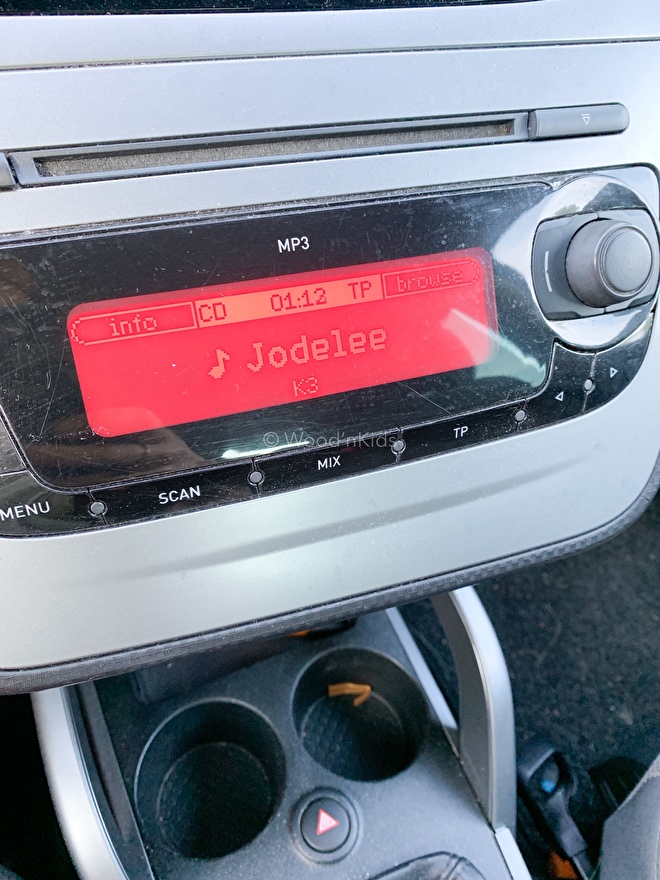 MP3
info CD 01:12 TP browse
Jodelee
K3
© Wood'nKids
MENU SCAN MIX TP